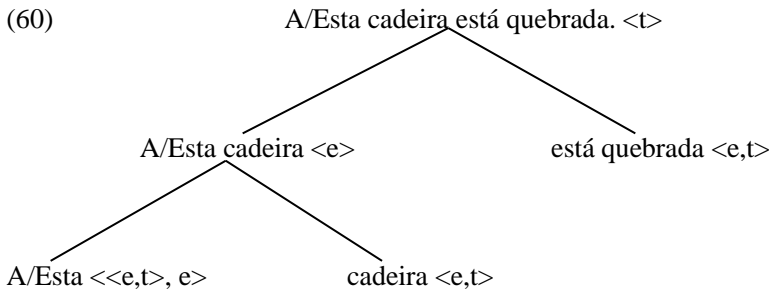 (60) A/Esta cadeira está quebrada. <t>
A/Esta cadeira <e> está quebrada <e,t>
A/Esta <<e,t>, e> cadeira <e,t>